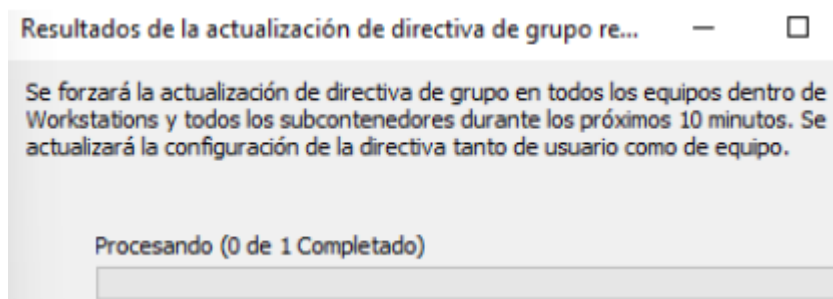 Resultados de la actualización de directiva de grupo re...
Se forzará la actualización de directiva de grupo en todos los equipos dentro de
Workstations y todos los subcontenedores durante los próximos 10 minutos. Se
actualizará la configuración de la directiva tanto de usuario como de equipo.
Procesando (0 de 1 Completado)